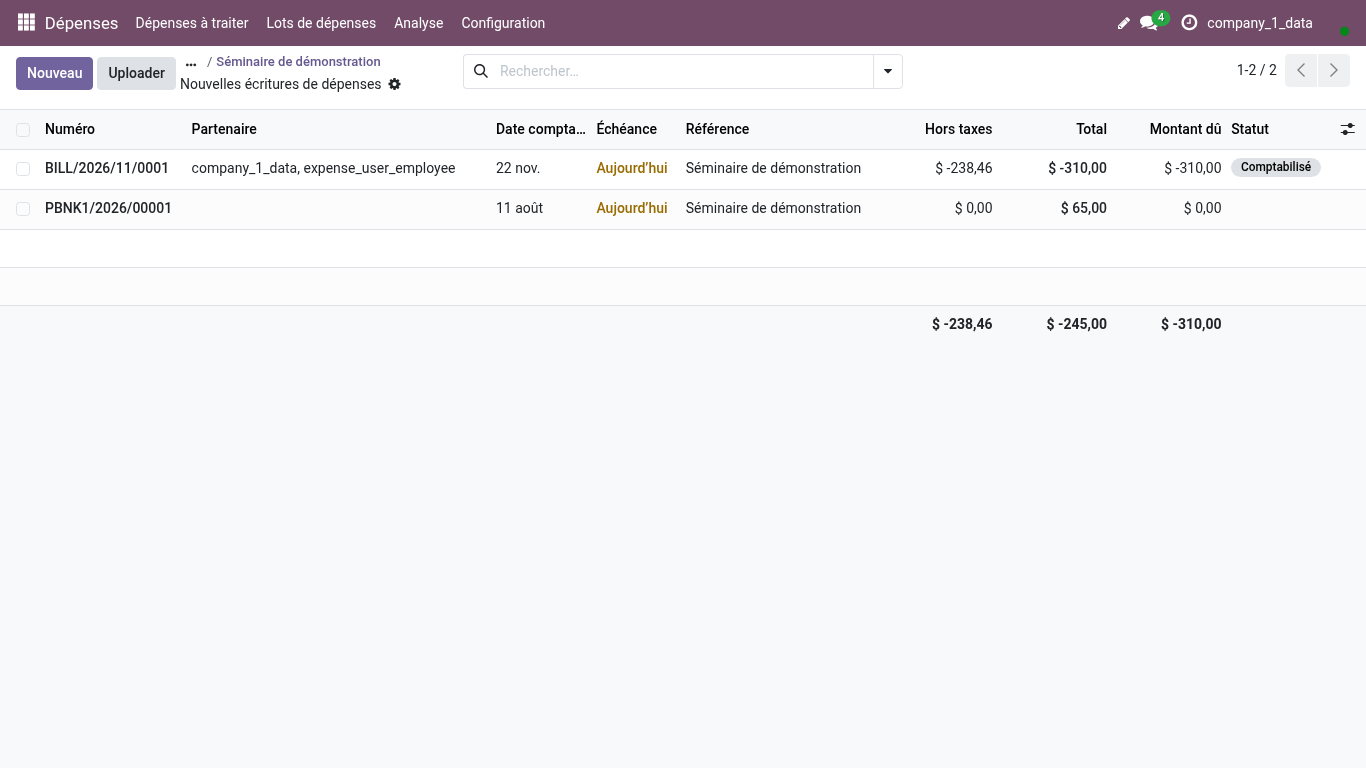 Dépenses Dépenses à traiter Lots de dépenses Analyse Configuration 4 company_1_data
Nouveau Uploader ... / Séminaire de démonstration
Nouvelles écritures de dépenses
Rechercher...
1-2 / 2
Numéro Partenaire Date compta... Échéance Référence Hors taxes Total Montant dû Statut
BILL/2026/11/0001 company_1_data, expense_user_employee 22 nov. Aujourd'hui Séminaire de démonstration $ -238,46 $ -310,00 $ -310,00 Comptabilisé
PBNK1/2026/00001 11 août Aujourd'hui Séminaire de démonstration $ 0,00 $ 65,00 $ 0,00
$ -238,46 $ -245,00 $ -310,00